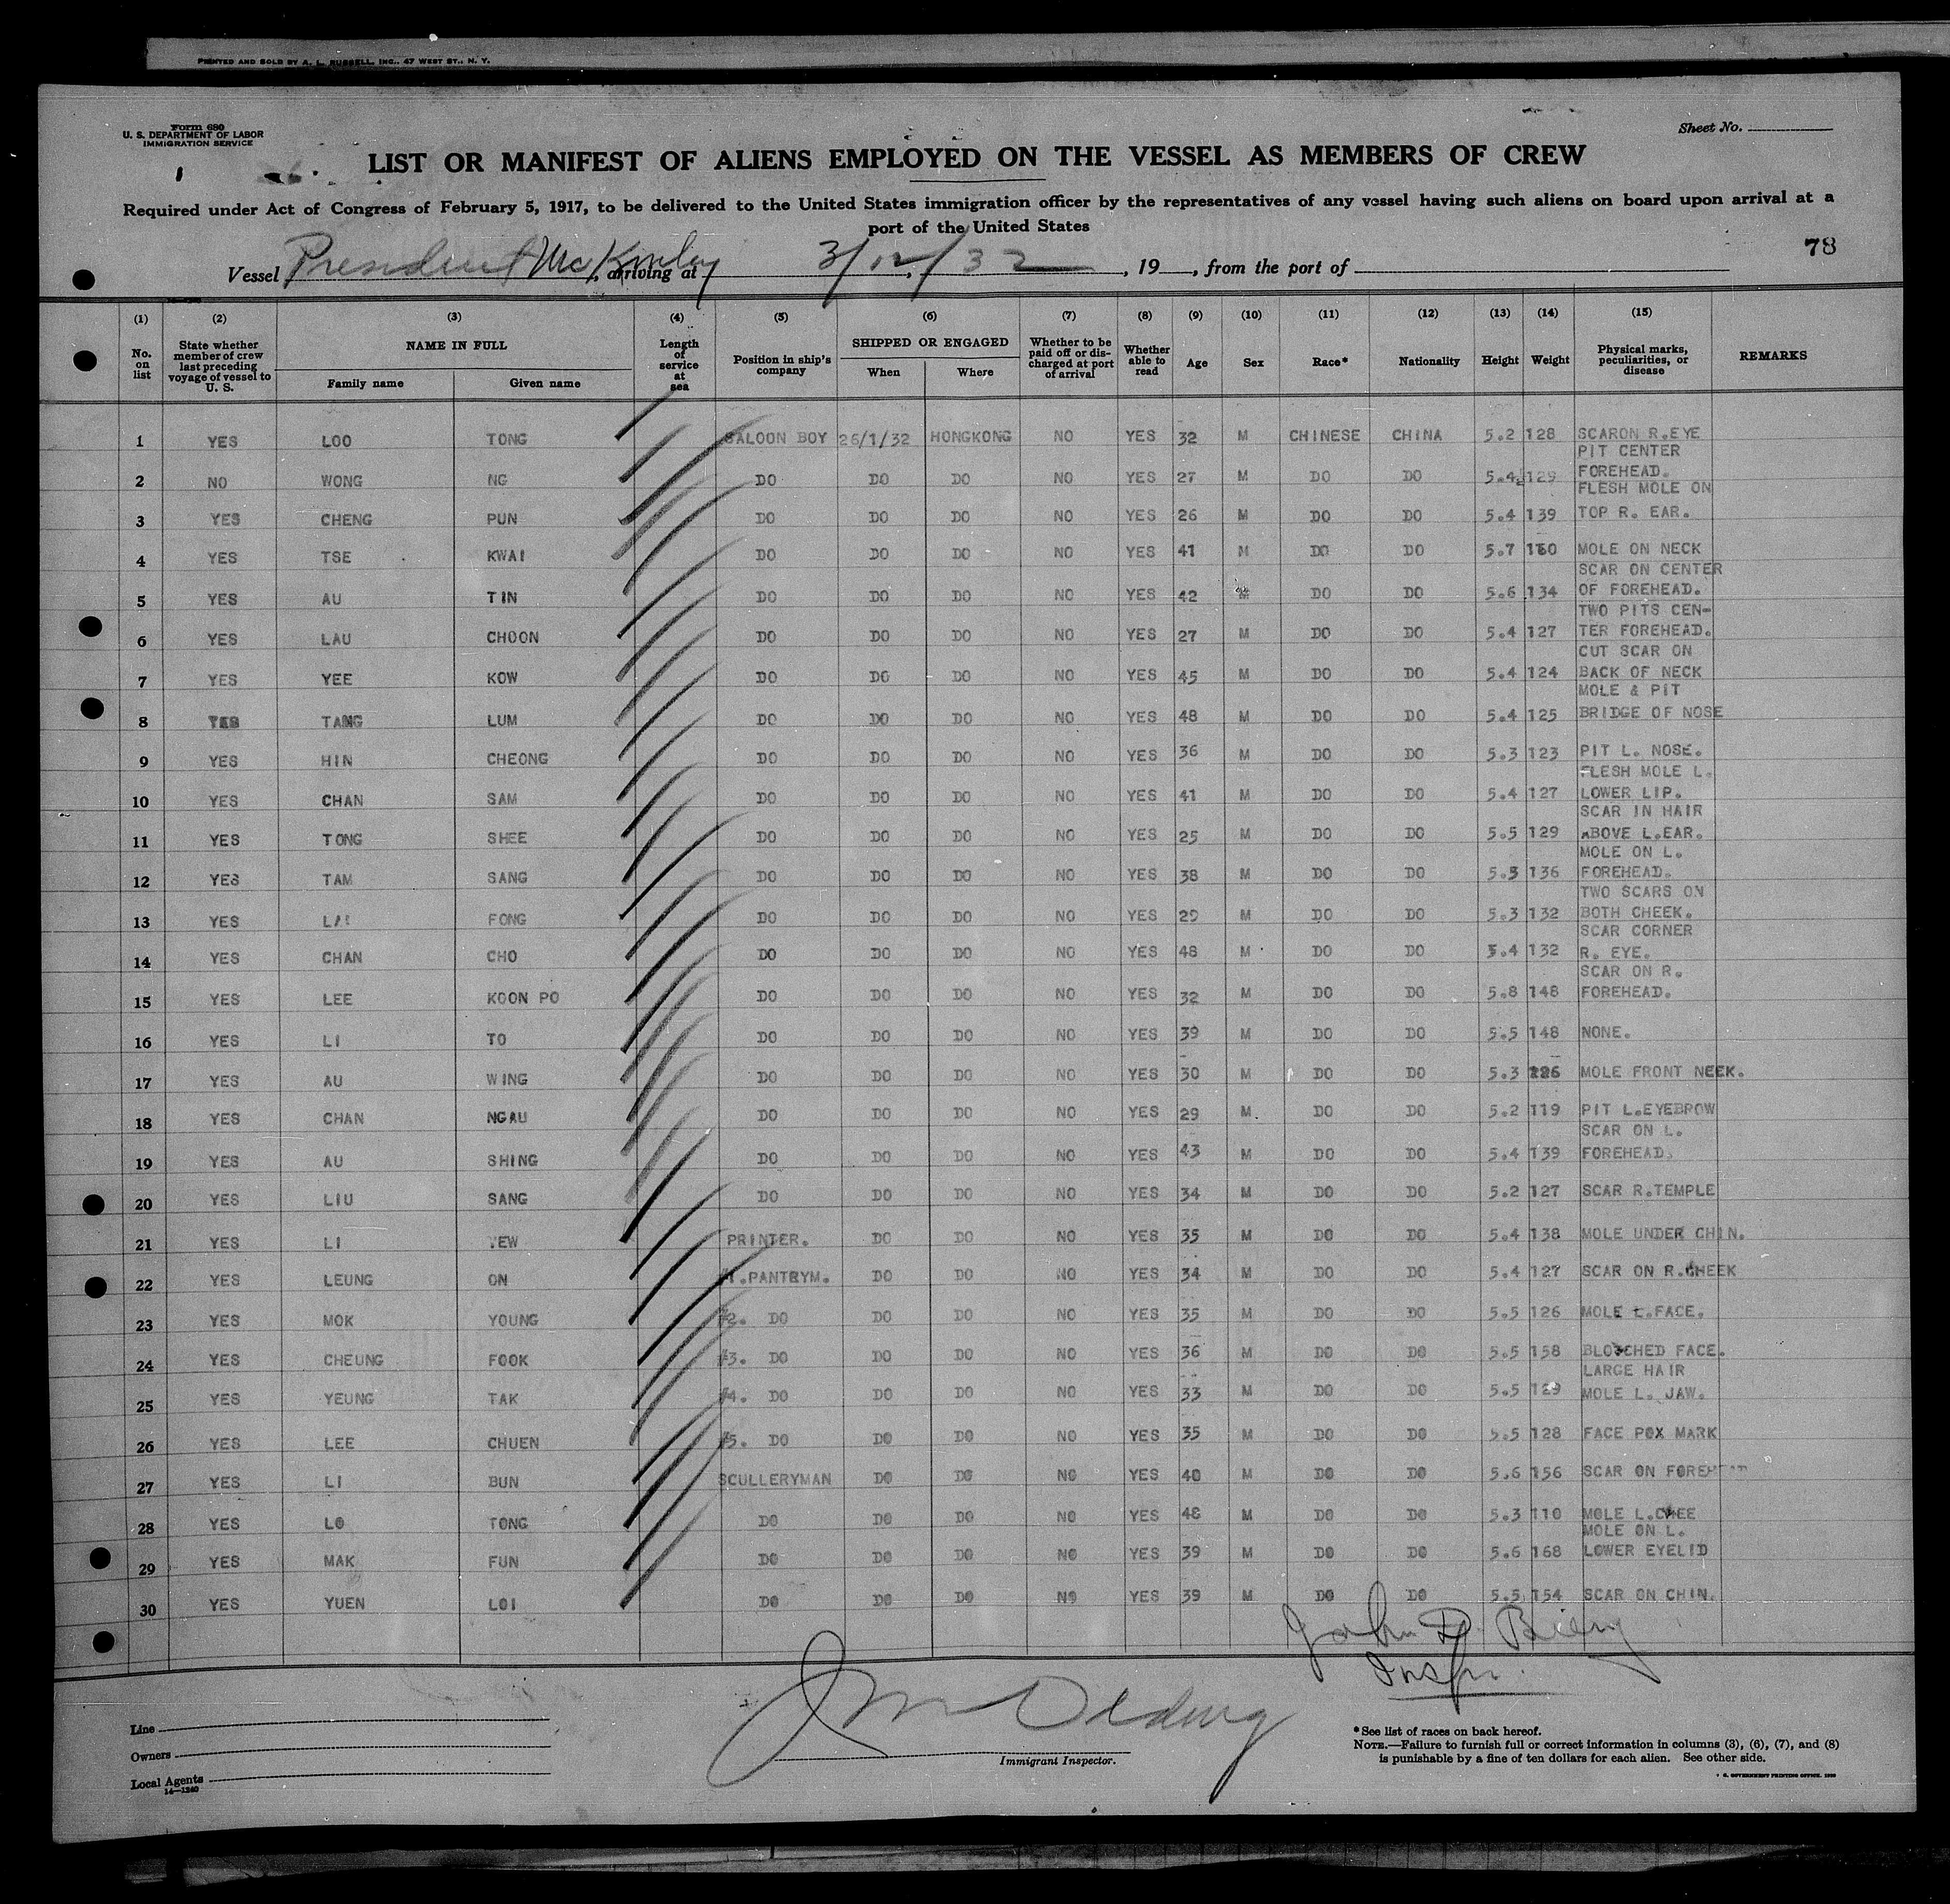 PRINTED AND SOLD BY A. L. RUSSELL, INC., 47 WEST ST., N. Y.
Form 680
U. S. DEPARTMENT OF LABOR
IMMIGRATION SERVICE
Sheet No.
LIST OR MANIFEST OF ALIENS EMPLOYED ON THE VESSEL AS MEMBERS OF CREW
Required under Act of Congress of February 5, 1917, to be delivered to the United States immigration officer by the representatives of any vessel having such aliens on board upon arrival at a
port of the United States
78
Vessel President McKinley, arriving at 3/12/32, 19, from the port of
(1) (2) (3) (4) (5) (6) (7) (8) (9) (10) (11) (12) (13) (14) (15)
No. on list State whether member of crew last preceding voyage of vessel to U. S. NAME IN FULL Family name Given name Length of service at sea Position in ship's company SHIPPED OR ENGAGED When Where Whether to be paid off or discharged at port of arrival Whether able to read Age Sex Race* Nationality Height Weight Physical marks, peculiarities, or disease REMARKS
1 YES LOO TONG SALOON BOY 26/1/32 HONGKONG NO YES 32 M CHINESE CHINA 5.2 128 SCARON R.EYE
PIT CENTER
2 NO WONG NG DO DO DO NO YES 27 M DO DO 5.4 129 FOREHEAD.
FLESH MOLE ON
3 YES CHENG PUN DO DO DO NO YES 26 M DO DO 5.4 139 TOP R. EAR.
4 YES TSE KWAI DO DO DO NO YES 41 M DO DO 5.7 160 MOLE ON NECK
SCAR ON CENTER
5 YES AU TIN DO DO DO NO YES 42 M DO DO 5.6 134 OF FOREHEAD.
TWO PITS CEN-
6 YES LAU CHOON DO DO DO NO YES 27 M DO DO 5.4 127 TER FOREHEAD.
CUT SCAR ON
7 YES YEE KOW DO DO DO NO YES 45 M DO DO 5.4 124 BACK OF NECK
MOLE & PIT
8 YES TANG LUM DO DO DO NO YES 48 M DO DO 5.4 125 BRIDGE OF NOSE
9 YES HIN CHEONG DO DO DO NO YES 36 M DO DO 5.3 123 PIT L. NOSE.
FLESH MOLE L.
10 YES CHAN SAM DO DO DO NO YES 41 M DO DO 5.4 127 LOWER LIP.
SCAR IN HAIR
11 YES TONG SHEE DO DO DO NO YES 25 M DO DO 5.5 129 ABOVE L.EAR.
MOLE ON L.
12 YES TAM SANG DO DO DO NO YES 38 M DO DO 5.3 136 FOREHEAD.
TWO SCARS ON
13 YES LAI FONG DO DO DO NO YES 29 M DO DO 5.3 132 BOTH CHEEK.
SCAR CORNER
14 YES CHAN CHO DO DO DO NO YES 48 M DO DO 5.4 132 R. EYE.
SCAR ON R.
15 YES LEE KOON PO DO DO DO NO YES 32 M DO DO 5.8 148 FOREHEAD.
16 YES LI TO DO DO DO NO YES 39 M DO DO 5.5 148 NONE.
17 YES AU WING DO DO DO NO YES 30 M DO DO 5.3 126 MOLE FRONT NEEK.
18 YES CHAN NGAU DO DO DO NO YES 29 M. DO DO 5.2 119 PIT L.EYEBROW
SCAR ON L.
19 YES AU SHING DO DO DO NO YES 43 M DO DO 5.4 139 FOREHEAD.
20 YES LIU SANG DO DO DO NO YES 34 M DO DO 5.2 127 SCAR R.TEMPLE
21 YES LI YEW PRINTER. DO DO NO YES 35 M DO DO 5.4 138 MOLE UNDER CHIN.
22 YES LEUNG ON #1.PANTRYM. DO DO NO YES 34 M DO DO 5.4 127 SCAR ON R.CHEEK
23 YES MOK YOUNG #2. DO DO DO NO YES 35 M DO DO 5.5 126 MOLE L.FACE.
24 YES CHEUNG FOOK #3. DO DO DO NO YES 36 M DO DO 5.5 158 BLOTCHED FACE.
LARGE HAIR
25 YES YEUNG TAK #4. DO DO DO NO YES 33 M DO DO 5.5 129 MOLE L. JAW.
26 YES LEE CHUEN #5. DO DO DO NO YES 35 M DO DO 5.5 128 FACE POX MARK
27 YES LI BUN SCULLERYMAN DO DO NO YES 40 M DO DO 5.6 156 SCAR ON FOREHEAD
28 YES LO TONG DO DO DO NO YES 48 M DO DO 5.3 110 MOLE L.CHEE
MOLE ON L.
29 YES MAK FUN DO DO DO NO YES 39 M DO DO 5.6 168 LOWER EYELID
30 YES YUEN LOI DO DO DO NO YES 39 M DO DO 5.5 154 SCAR ON CHIN.
John D.
Inspr.
Line
Owners
Local Agents
14—1240
Immigrant Inspector.
*See list of races on back hereof.
NOTE.—Failure to furnish full or correct information in columns (3), (6), (7), and (8)
is punishable by a fine of ten dollars for each alien. See other side.
GOVERNMENT PRINTING OFFICE